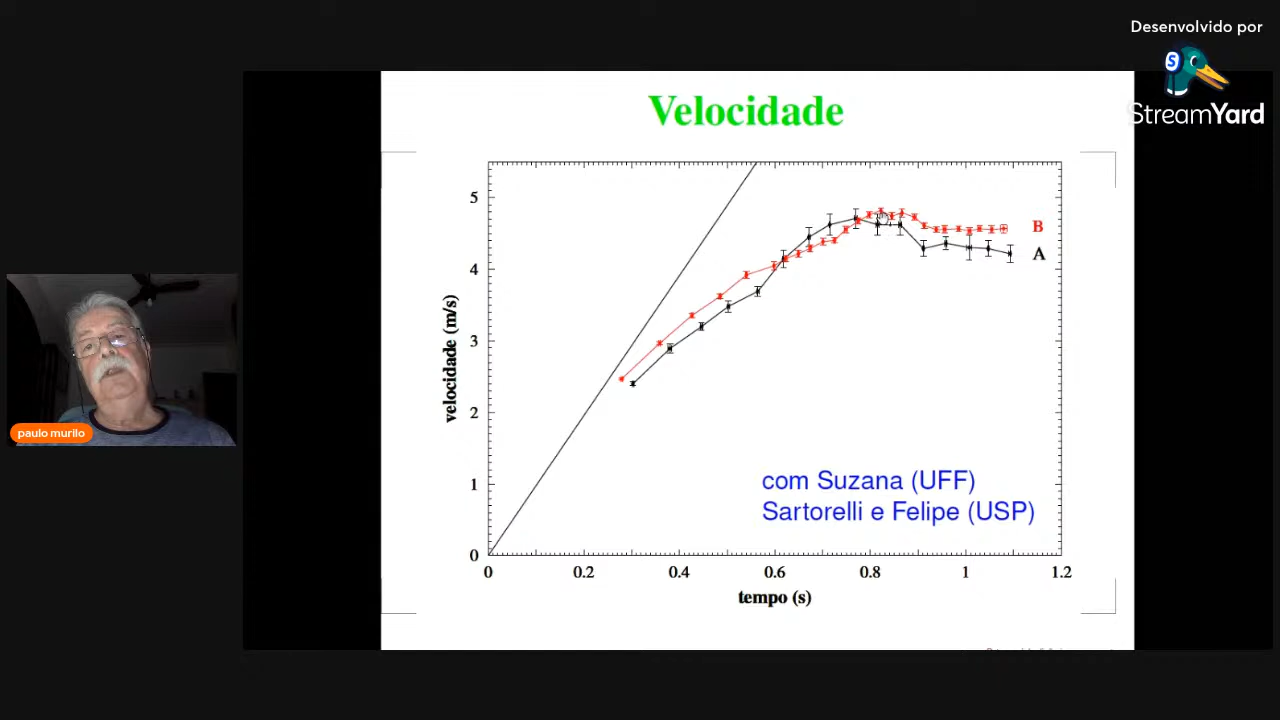 Desenvolvido por
StreamYard
Velocidade
5
4
3
2
1
0
velocidade (m/s)
B
A
com Suzana (UFF)
Sartorelli e Felipe (USP)
0 0.2 0.4 0.6 0.8 1 1.2
tempo (s)
paulo murilo